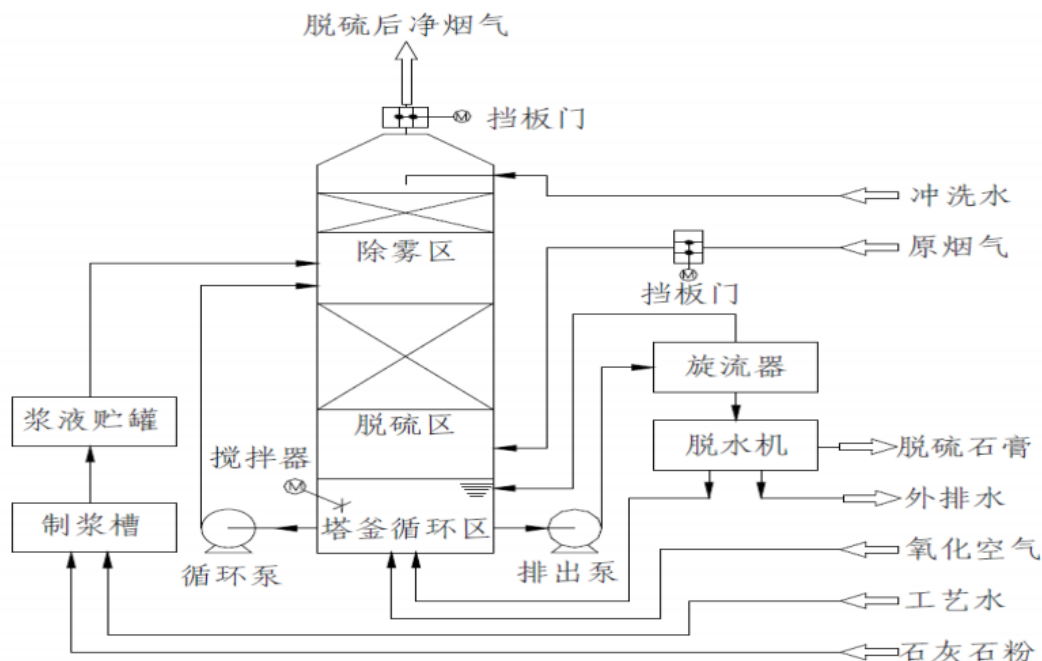 脱硫后净烟气
M
挡板门
冲洗水
原烟气
除雾区
M
挡板门
旋流器
浆液贮罐
脱硫区
脱水机
脱硫石膏
搅拌器
M
外排水
制浆槽
塔釜循环区
氧化空气
循环泵
排出泵
工艺水
石灰石粉